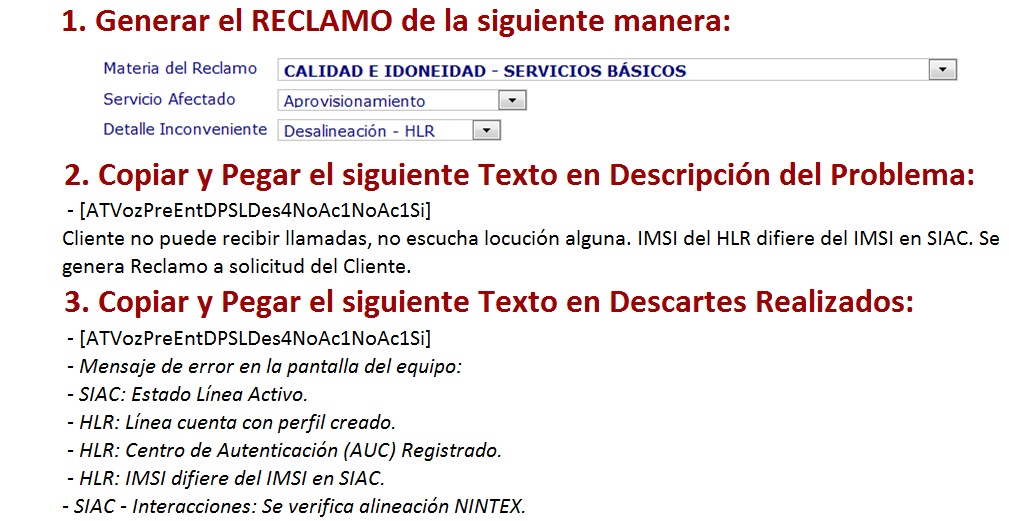 1. Generar el RECLAMO de la siguiente manera:
Materia del Reclamo CALIDAD E IDONEIDAD - SERVICIOS BÁSICOS
Servicio Afectado Aprovisionamiento
Detalle Inconveniente Desalineación - HLR
2. Copiar y Pegar el siguiente Texto en Descripción del Problema:
- [ATVozPreEntDPSLDes4NoAc1NoAc1Si]
Cliente no puede recibir llamadas, no escucha locución alguna. IMSI del HLR difiere del IMSI en SIAC. Se
genera Reclamo a solicitud del Cliente.
3. Copiar y Pegar el siguiente Texto en Descartes Realizados:
- [ATVozPreEntDPSLDes4NoAc1NoAc1Si]
- Mensaje de error en la pantalla del equipo:
- SIAC: Estado Línea Activo.
- HLR: Línea cuenta con perfil creado.
- HLR: Centro de Autenticación (AUC) Registrado.
- HLR: IMSI difiere del IMSI en SIAC.
- SIAC - Interacciones: Se verifica alineación NINTEX.